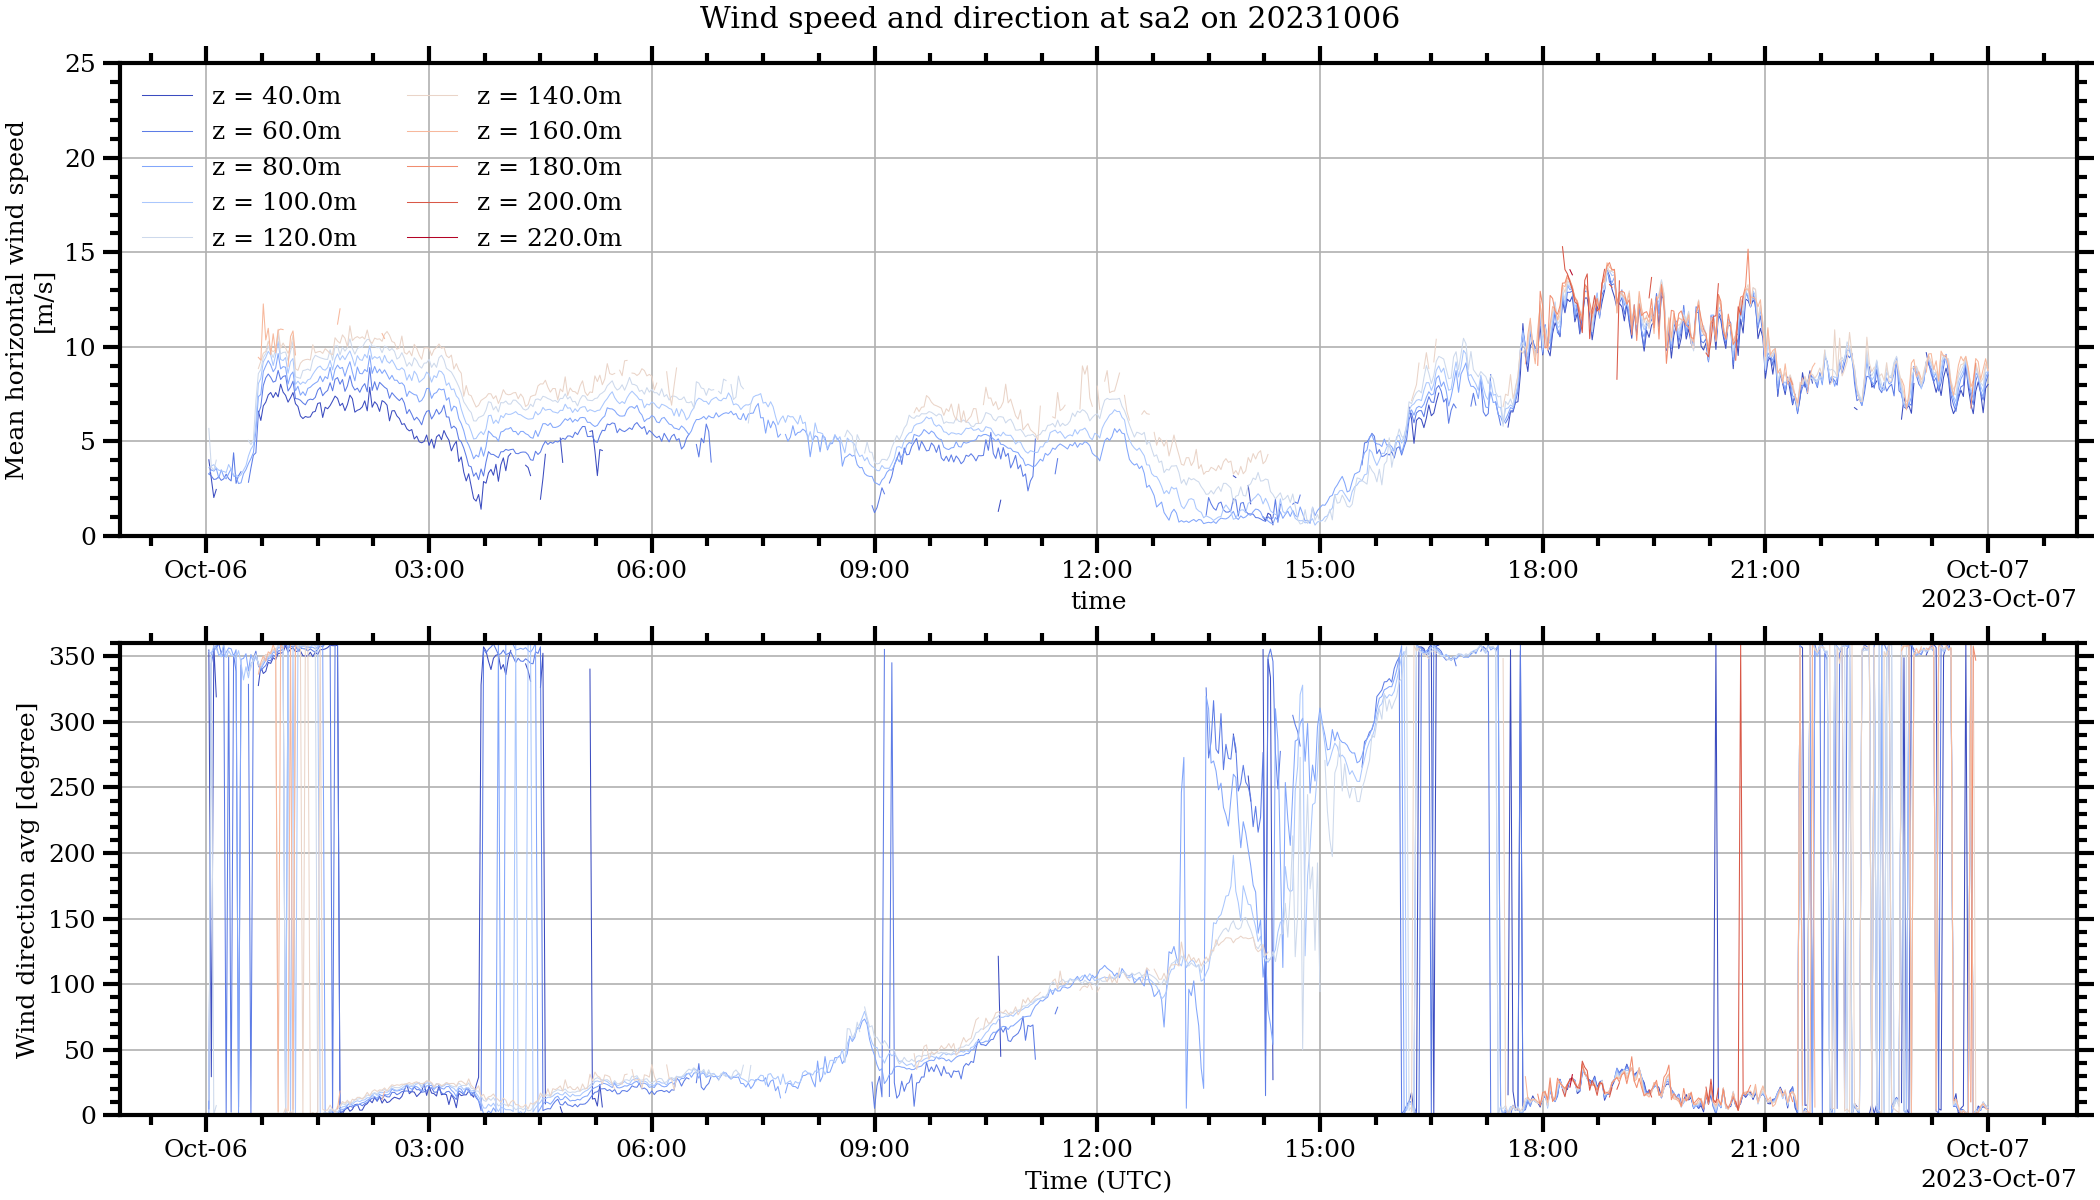 Wind speed and direction at sa2 on 20231006
Mean horizontal wind speed
[m/s]
25
20
15
10
5
0
z = 40.0m
z = 60.0m
z = 80.0m
z = 100.0m
z = 120.0m
z = 140.0m
z = 160.0m
z = 180.0m
z = 200.0m
z = 220.0m
Oct-06 03:00 06:00 09:00 12:00 15:00 18:00 21:00 Oct-07
time
2023-Oct-07
Wind direction avg [degree]
350
300
250
200
150
100
50
0
Oct-06 03:00 06:00 09:00 12:00 15:00 18:00 21:00 Oct-07
Time (UTC)
2023-Oct-07